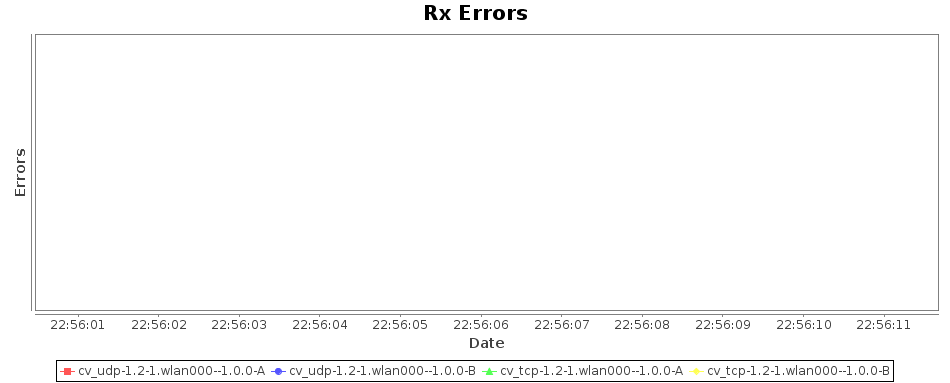 Rx Errors
Errors
22:56:01 22:56:02 22:56:03 22:56:04 22:56:05 22:56:06 22:56:07 22:56:08 22:56:09 22:56:10 22:56:11
Date
cv_udp-1.2-1.wlan000--1.0.0-A cv_udp-1.2-1.wlan000--1.0.0-B cv_tcp-1.2-1.wlan000--1.0.0-A cv_tcp-1.2-1.wlan000--1.0.0-B